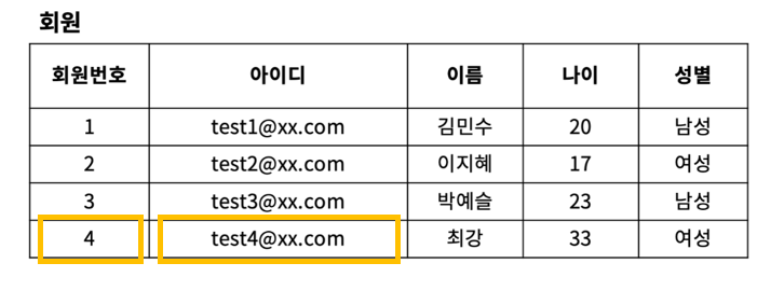 회원
회원번호 아이디 이름 나이 성별
1 test1@xx.com 김민수 20 남성
2 test2@xx.com 이지혜 17 여성
3 test3@xx.com 박예슬 23 남성
4 test4@xx.com 최강 33 여성